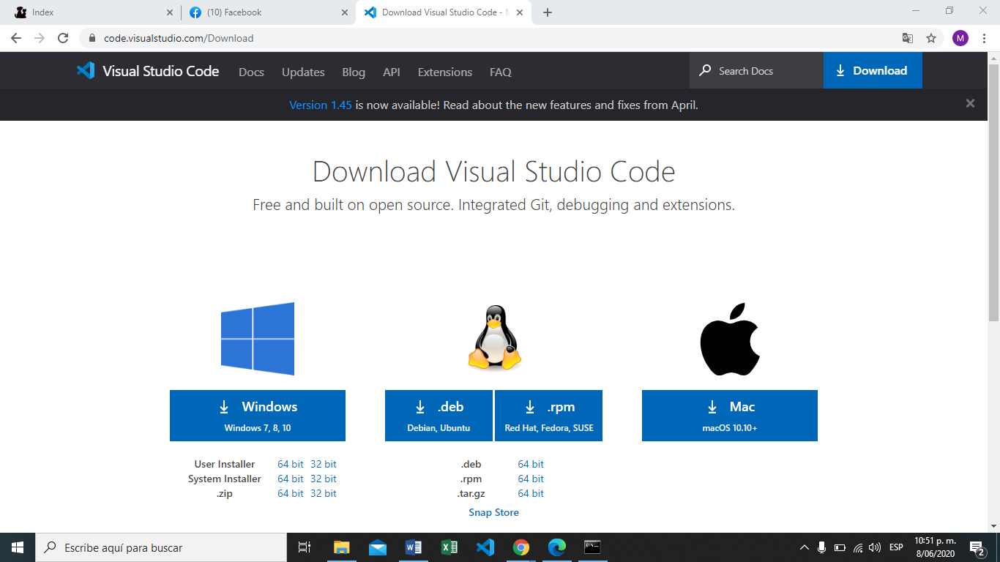 Index
(10) Facebook
Download Visual Studio Code - M
code.visualstudio.com/Download
M
Visual Studio Code Docs Updates Blog API Extensions FAQ Search Docs Download
Version 1.45 is now available! Read about the new features and fixes from April.
Download Visual Studio Code
Free and built on open source. Integrated Git, debugging and extensions.
Windows
Windows 7, 8, 10
User Installer 64 bit 32 bit
System Installer 64 bit 32 bit
.zip 64 bit 32 bit
.deb
Debian, Ubuntu
.rpm
Red Hat, Fedora, SUSE
.deb 64 bit
.rpm 64 bit
.tar.gz 64 bit
Snap Store
Mac
macOS 10.10+
Escribe aquí para buscar
ESP
10:51 p. m.
8/06/2020
2